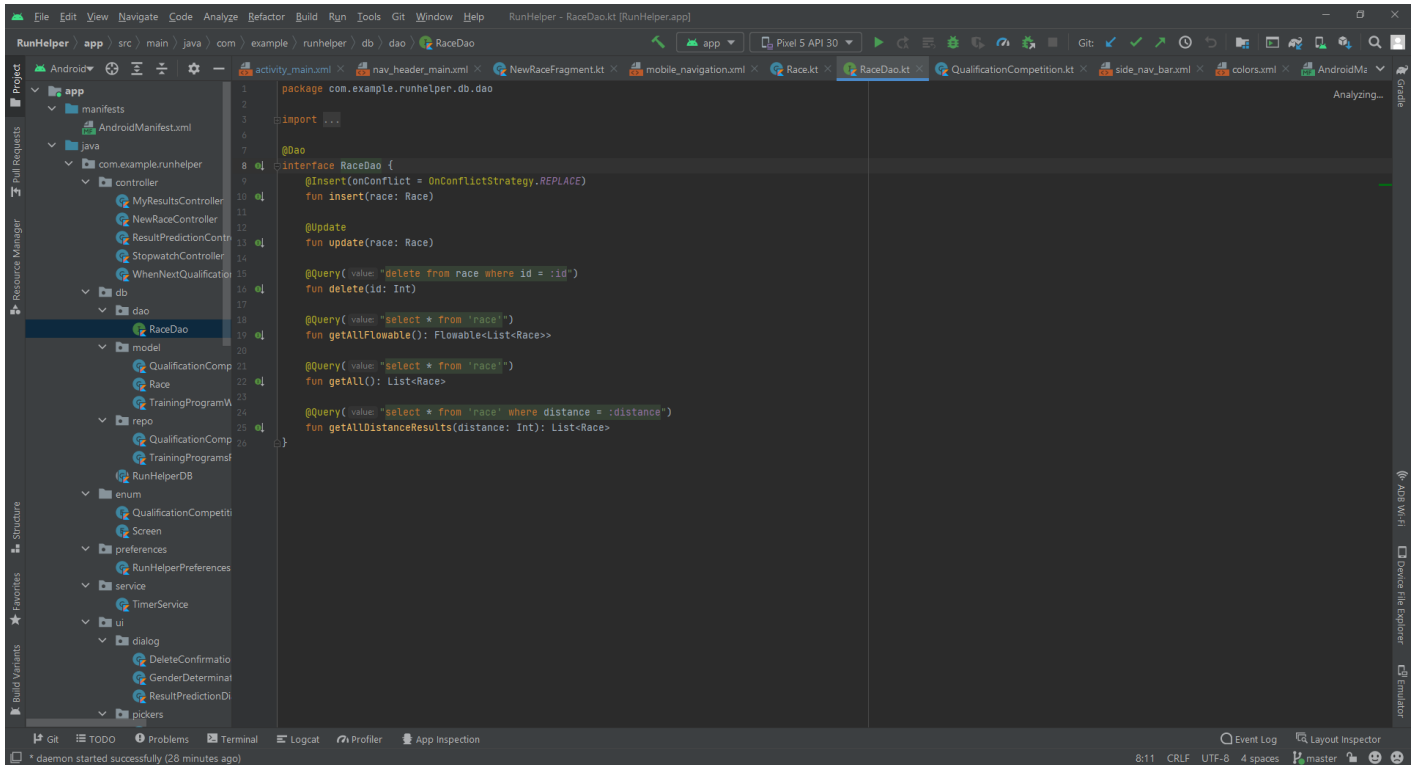 File Edit View Navigate Code Analyze Refactor Build Run Tools Git Window Help RunHelper - RaceDao.kt [RunHelper.app]
RunHelper app src main java com example runhelper db dao RaceDao app Pixel 5 API 30 Git:
Android activity_main.xml nav_header_main.xml NewRaceFragment.kt mobile_navigation.xml Race.kt RaceDao.kt QualificationCompetition.kt side_nav_bar.xml colors.xml AndroidMa
Project
Pull Requests
Resource Manager
Structure
Favorites
Build Variants
app
manifests
AndroidManifest.xml
java
com.example.runhelper
controller
MyResultsController
NewRaceController
ResultPredictionContr
StopwatchController
WhenNextQualificatio
db
dao
RaceDao
model
QualificationComp
Race
TrainingProgramW
repo
QualificationComp
TrainingProgramsF
RunHelperDB
enum
QualificationCompetiti
Screen
preferences
RunHelperPreferences
service
TimerService
ui
dialog
DeleteConfirmatio
GenderDeterminat
ResultPredictionDi
pickers
1 package com.example.runhelper.db.dao
2
3 import ...
6
7 @Dao
8 interface RaceDao {
9 @Insert(onConflict = OnConflictStrategy.REPLACE)
10 fun insert(race: Race)
11
12 @Update
13 fun update(race: Race)
14
15 @Query( value: "delete from race where id = :id")
16 fun delete(id: Int)
17
18 @Query( value: "select * from 'race'")
19 fun getAllFlowable(): Flowable<List<Race>>
20
21 @Query( value: "select * from 'race'")
22 fun getAll(): List<Race>
23
24 @Query( value: "select * from 'race' where distance = :distance")
25 fun getAllDistanceResults(distance: Int): List<Race>
26 }
Analyzing...
Gradle
ADB Wi-Fi
Device File Explorer
Emulator
Git TODO Problems Terminal Logcat Profiler App Inspection Event Log Layout Inspector
* daemon started successfully (28 minutes ago) 8:11 CRLF UTF-8 4 spaces master